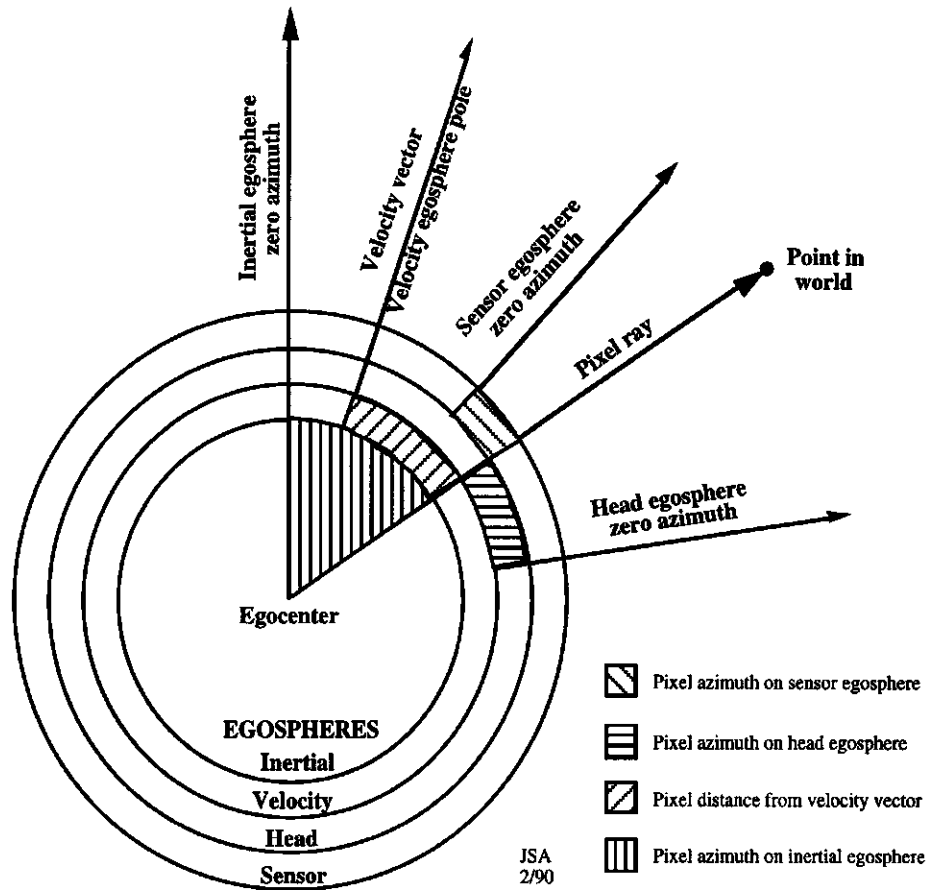 Inertial egosphere
zero azimuth
Velocity vector
Velocity egosphere pole
Sensor egosphere
zero azimuth
Point in
world
Pixel ray
Head egosphere
zero azimuth
Egocenter
EGOSPHERES
Inertial
Velocity
Head
Sensor
JSA
2/90
Pixel azimuth on sensor egosphere
Pixel azimuth on head egosphere
Pixel distance from velocity vector
Pixel azimuth on inertial egosphere